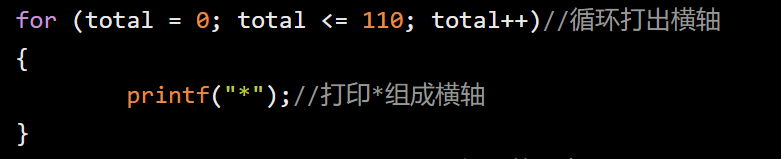 for (total = 0; total <= 110; total++)//循环打出横轴
{
printf("*");//打印*组成横轴
}